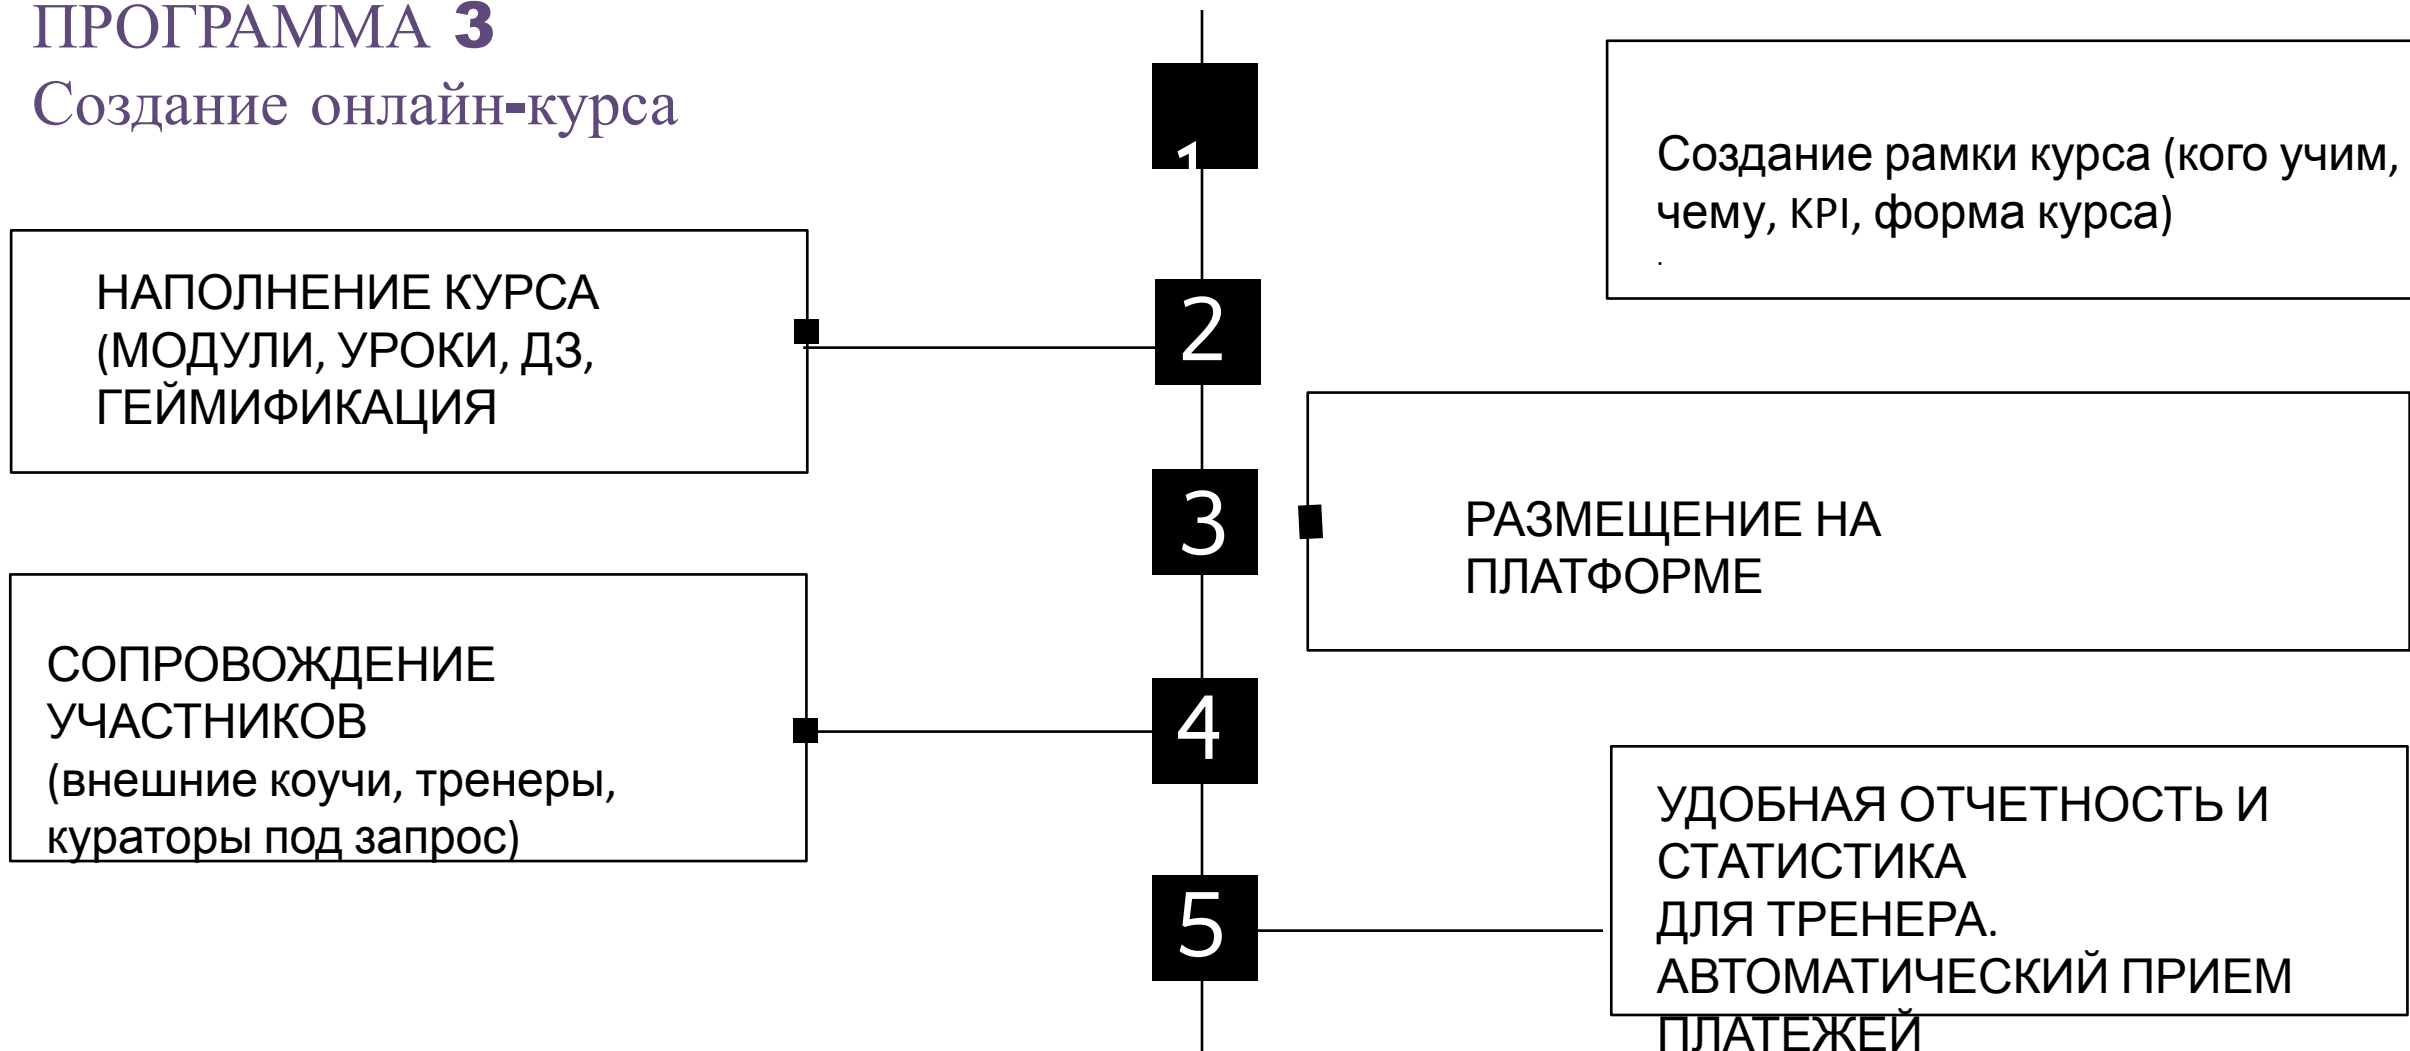 ПРОГРАММА 3
Создание онлайн-курса
1
Создание рамки курса (кого учим,
чему, KPI, форма курса)
.
2
НАПОЛНЕНИЕ КУРСА
(МОДУЛИ, УРОКИ, ДЗ,
ГЕЙМИФИКАЦИЯ
3
РАЗМЕЩЕНИЕ НА
ПЛАТФОРМЕ
4
СОПРОВОЖДЕНИЕ
УЧАСТНИКОВ
(внешние коучи, тренеры,
кураторы под запрос)
5
УДОБНАЯ ОТЧЕТНОСТЬ И
СТАТИСТИКА
ДЛЯ ТРЕНЕРА.
АВТОМАТИЧЕСКИЙ ПРИЕМ
ПЛАТЕЖЕЙ